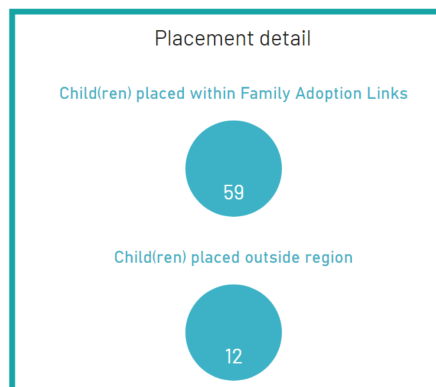 Placement detail
Child(ren) placed within Family Adoption Links
59
Child(ren) placed outside region
12